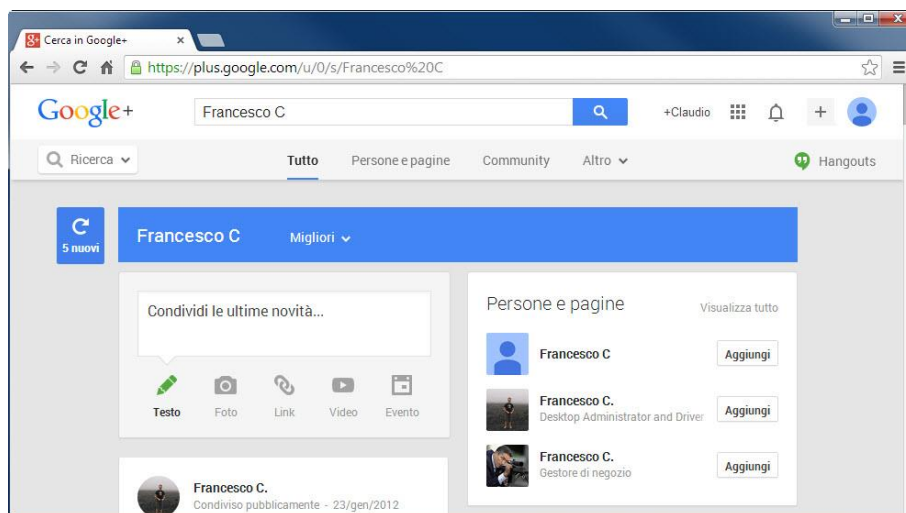 Cerca in Google+
https://plus.google.com/u/0/s/Francesco%20C
Google+ Francesco C +Claudio
Ricerca Tutto Persone e pagine Community Altro Hangouts
5 nuovi
Francesco C Migliori
Condividi le ultime novità...
Testo Foto Link Video Evento
Francesco C.
Condiviso pubblicamente - 23/gen/2012
Persone e pagine Visualizza tutto
Francesco C Aggiungi
Francesco C.
Desktop Administrator and Driver Aggiungi
Francesco C.
Gestore di negozio Aggiungi